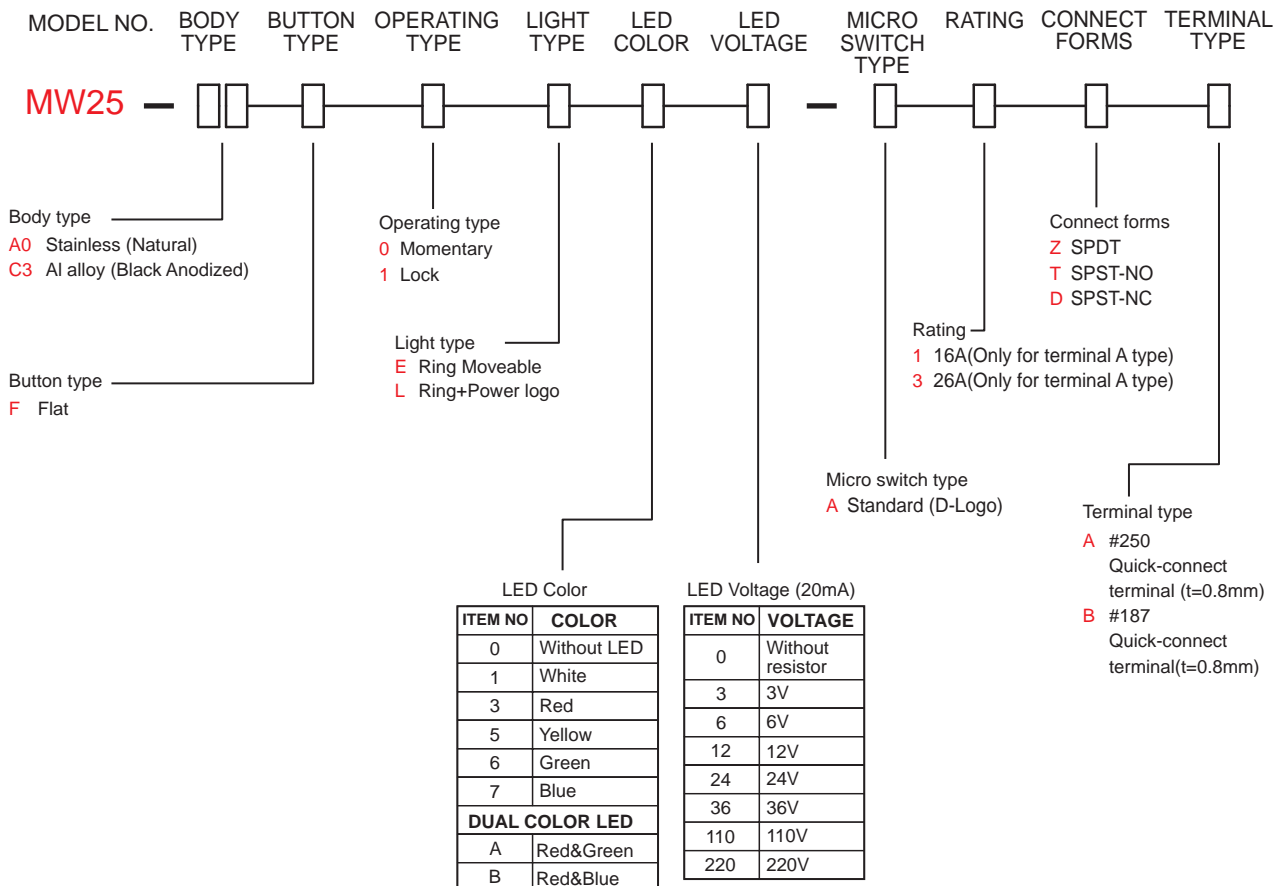 MODEL NO.
BODY
TYPE
BUTTON
TYPE
OPERATING
TYPE
LIGHT
TYPE
LED
COLOR
LED
VOLTAGE
MICRO
SWITCH
TYPE
RATING
CONNECT
FORMS
TERMINAL
TYPE
MW25
Body type
A0 Stainless (Natural)
C3 Al alloy (Black Anodized)
Button type
F Flat
Operating type
0 Momentary
1 Lock
Light type
E Ring Moveable
L Ring+Power logo
Connect forms
Z SPDT
T SPST-NO
D SPST-NC
Rating
1 16A(Only for terminal A type)
3 26A(Only for terminal A type)
Micro switch type
A Standard (D-Logo)
Terminal type
A #250
Quick-connect
terminal (t=0.8mm)
B #187
Quick-connect
terminal(t=0.8mm)
LED Color
ITEM NO COLOR
0 Without LED
1 White
3 Red
5 Yellow
6 Green
7 Blue
DUAL COLOR LED
A Red&Green
B Red&Blue
LED Voltage (20mA)
ITEM NO VOLTAGE
0 Without
resistor
3 3V
6 6V
12 12V
24 24V
36 36V
110 110V
220 220V